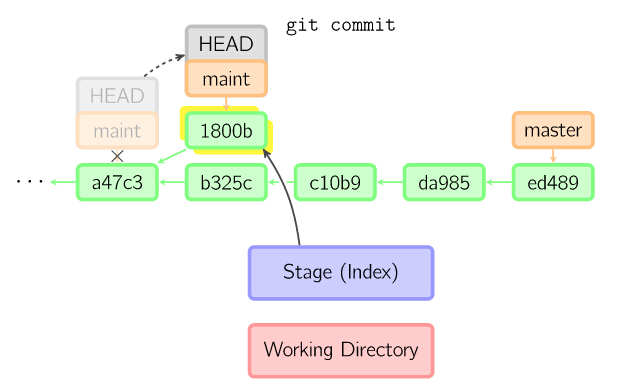 git commit
HEAD
maint
HEAD
maint
1800b
master
... a47c3 b325c c10b9 da985 ed489
Stage (Index)
Working Directory